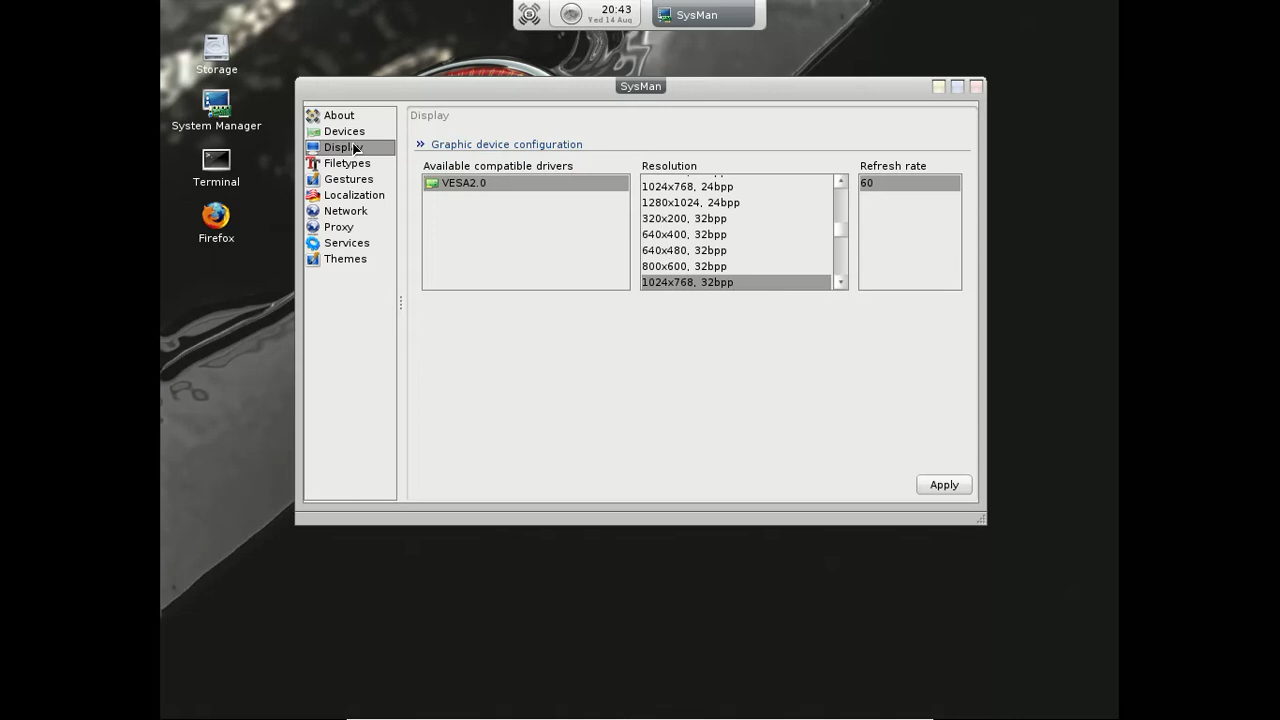 20:43
Wed 14 Aug
SysMan
Storage
System Manager
Terminal
Firefox
SysMan
About
Devices
Display
Filetypes
Gestures
Localization
Network
Proxy
Services
Themes
Display
Graphic device configuration
Available compatible drivers
VESA2.0
Resolution
1024x768, 24bpp
1280x1024, 24bpp
320x200, 32bpp
640x400, 32bpp
640x480, 32bpp
800x600, 32bpp
1024x768, 32bpp
Refresh rate
60
Apply